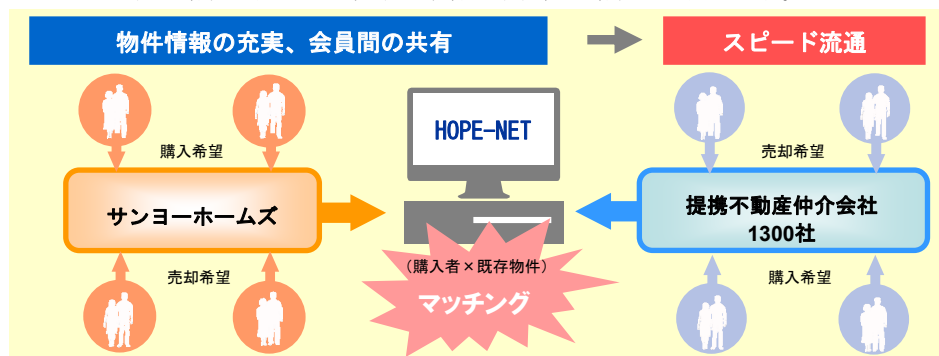 物件情報の充実、会員間の共有
スピード流通
HOPE-NET
購入希望
売却希望
サンヨーホームズ
提携不動産仲介会社
1300社
(購入者×既存物件)
マッチング
売却希望
購入希望